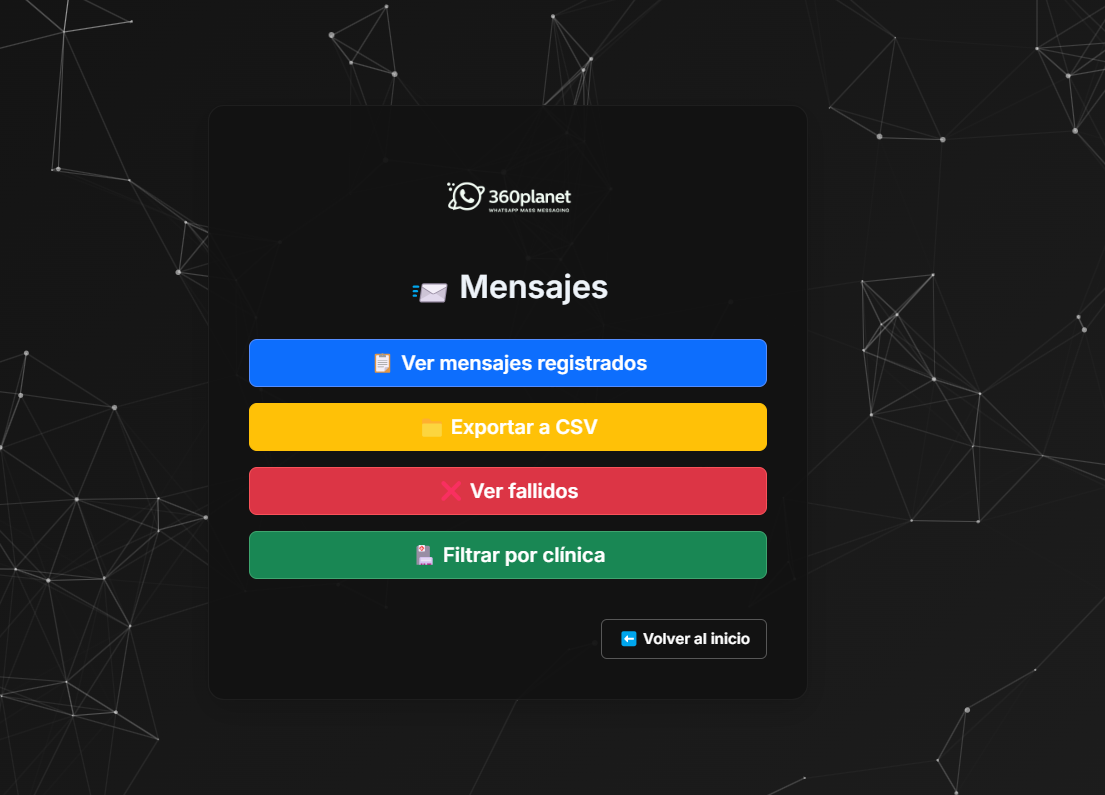 360planet
WHATSAPP MASS MESSAGING
Mensajes
Ver mensajes registrados
Exportar a CSV
Ver fallidos
Filtrar por clínica
Volver al inicio